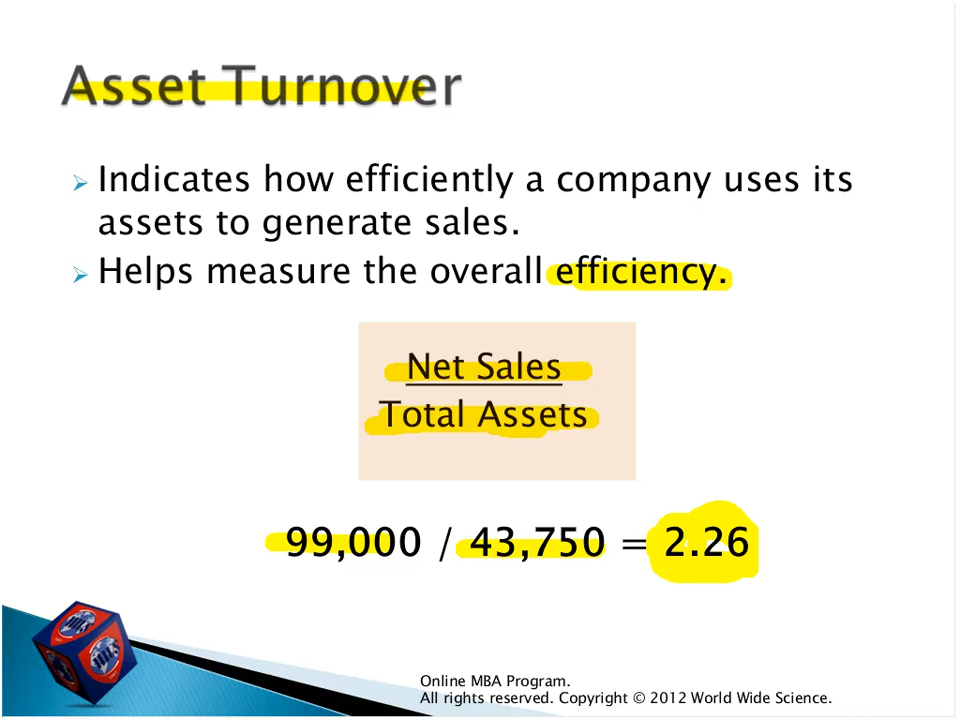 Asset Turnover
Indicates how efficiently a company uses its
assets to generate sales.
Helps measure the overall efficiency.
Net Sales
Total Assets
99,000 / 43,750 = 2.26
Online MBA Program.
All rights reserved. Copyright © 2012 World Wide Science.